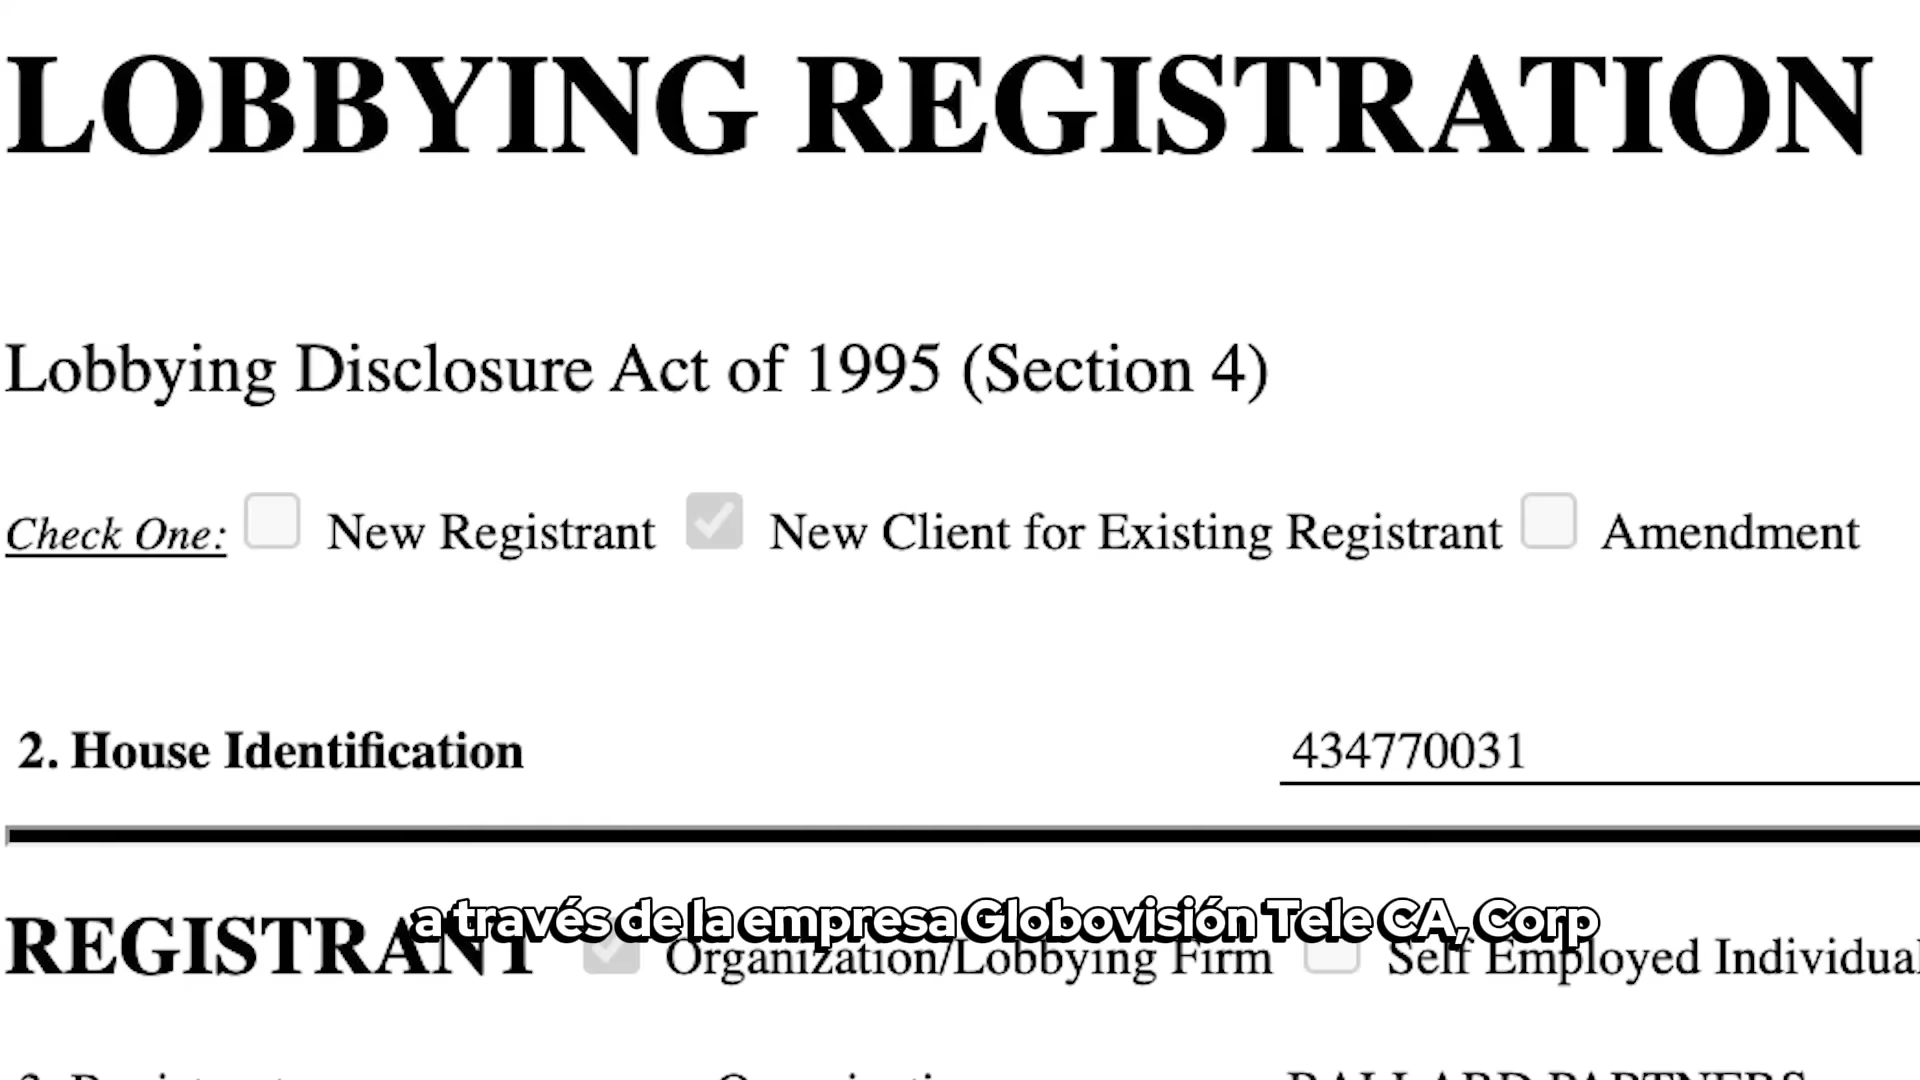 LOBBYING REGISTRATION
Lobbying Disclosure Act of 1995 (Section 4)
Check One: New Registrant New Client for Existing Registrant Amendment
2. House Identification 434770031
a través de la empresa Globovisión Tele CA, Corp
REGISTRANT Organization/Lobbying Firm Self Employed Individual